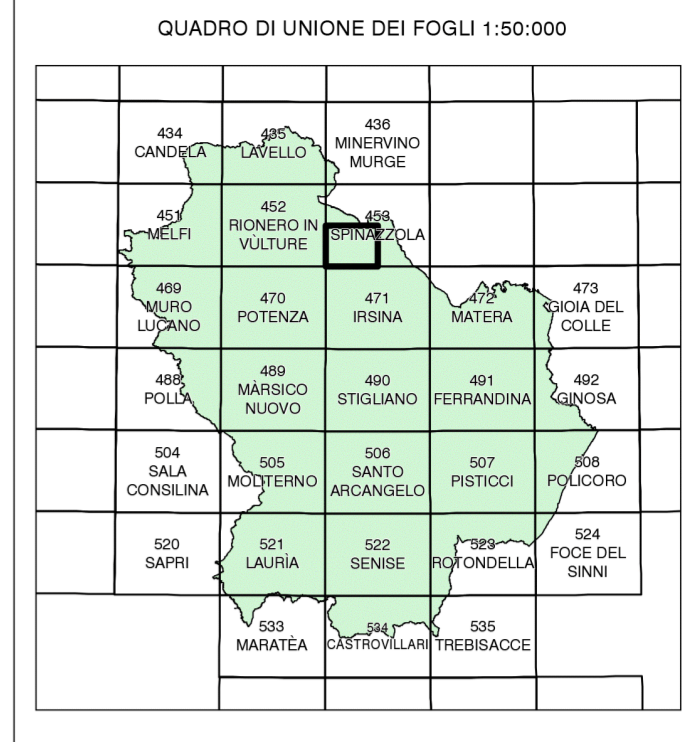 QUADRO DI UNIONE DEI FOGLI 1:50:000
434
CANDELA
435
LAVELLO
436
MINERVINO
MURGE
451
MELFI
452
RIONERO IN
VÙLTURE
453
SPINAZZOLA
469
MURO
LUCANO
470
POTENZA
471
IRSINA
472
MATERA
473
GIOIA DEL
COLLE
488
POLLA
489
MÀRSICO
NUOVO
490
STIGLIANO
491
FERRANDINA
492
GINOSA
504
SALA
CONSILINA
505
MOLITERNO
506
SANTO
ARCANGELO
507
PISTICCI
508
POLICORO
520
SAPRI
521
LAURÌA
522
SENISE
523
ROTONDELLA
524
FOCE DEL
SINNI
533
MARATÈA
534
CASTROVILLARI
535
TREBISACCE